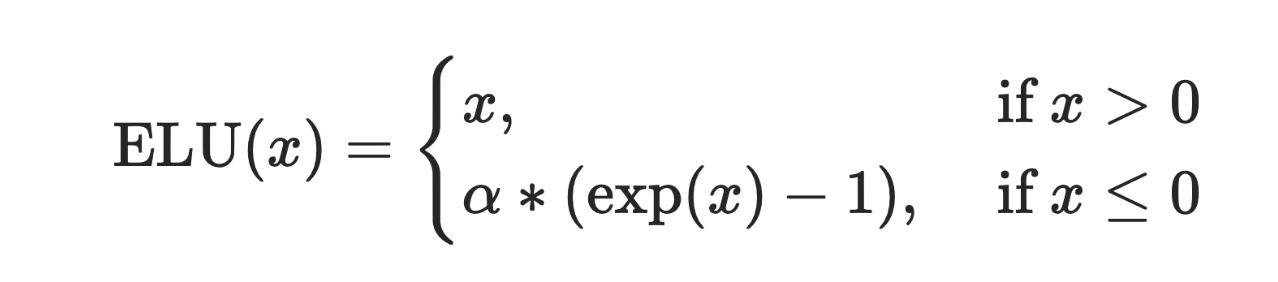 ELU(x) = { x, if x > 0
α * (exp(x) − 1), if x ≤ 0